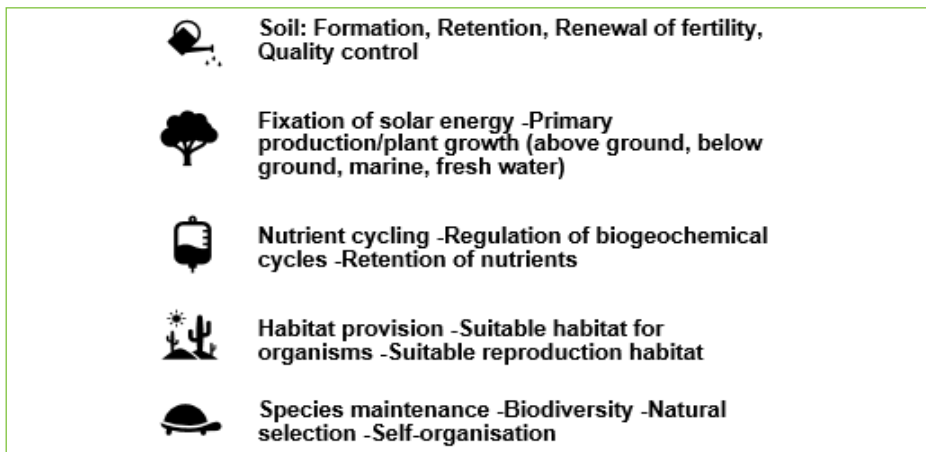 Soil: Formation, Retention, Renewal of fertility,
Quality control
Fixation of solar energy -Primary
production/plant growth (above ground, below
ground, marine, fresh water)
Nutrient cycling -Regulation of biogeochemical
cycles -Retention of nutrients
Habitat provision -Suitable habitat for
organisms -Suitable reproduction habitat
Species maintenance -Biodiversity -Natural
selection -Self-organisation